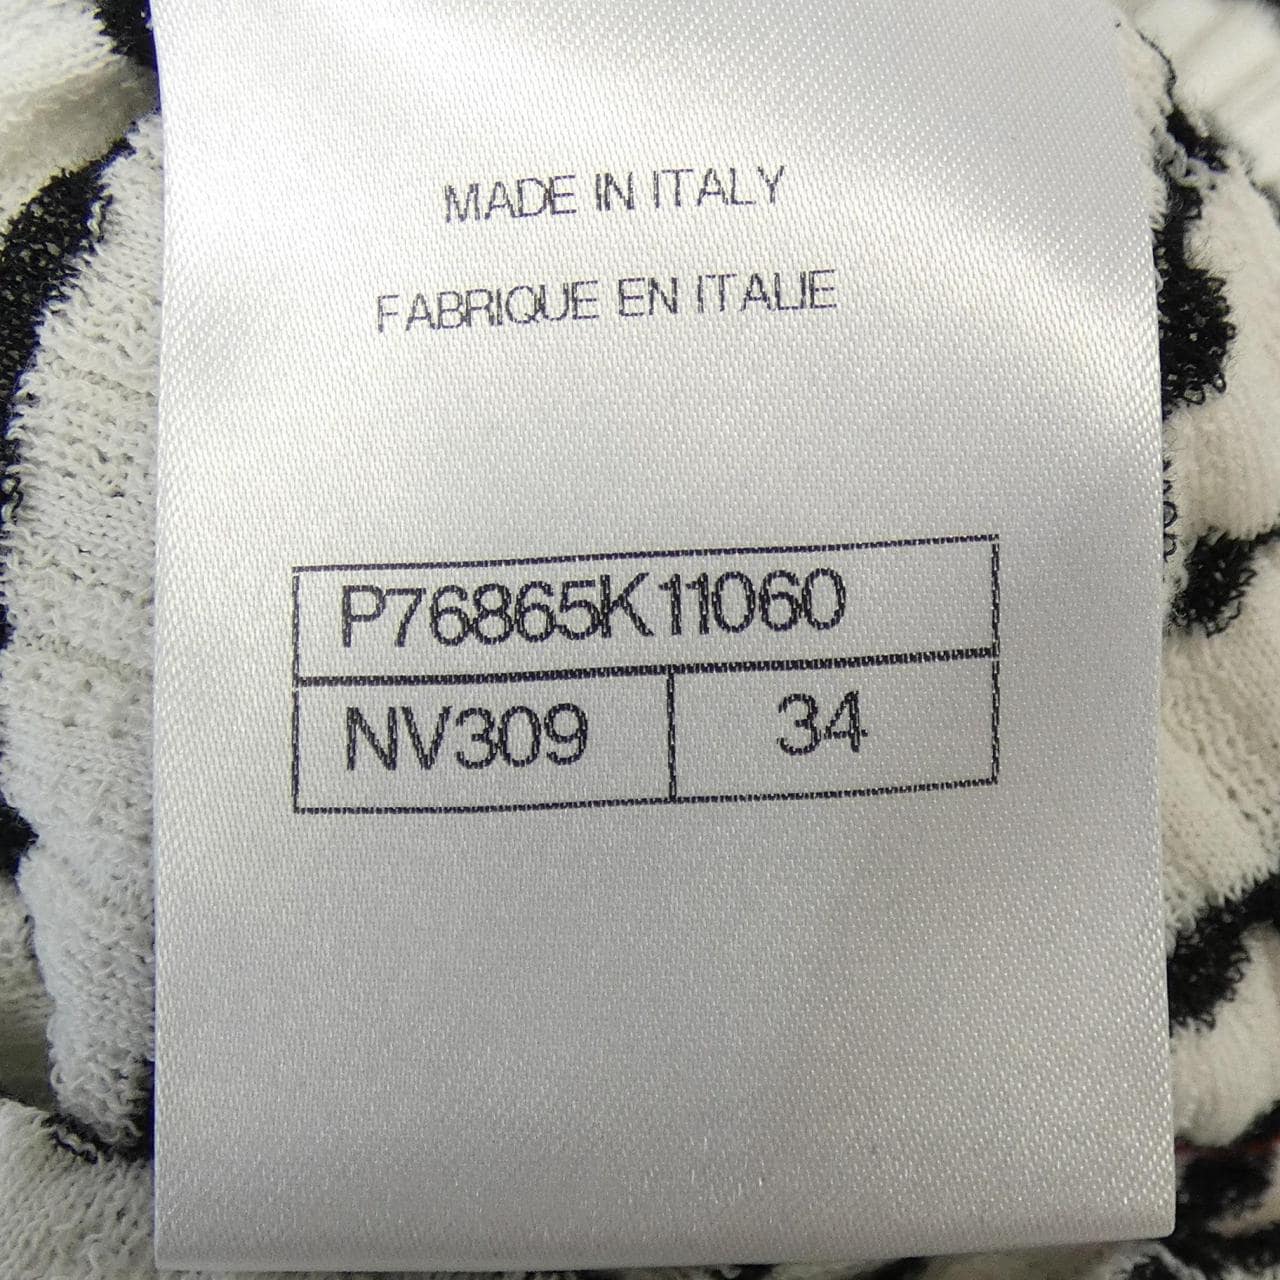 MADE IN ITALY
FABRIQUE EN ITALIE
P76865K11060
NV309 34